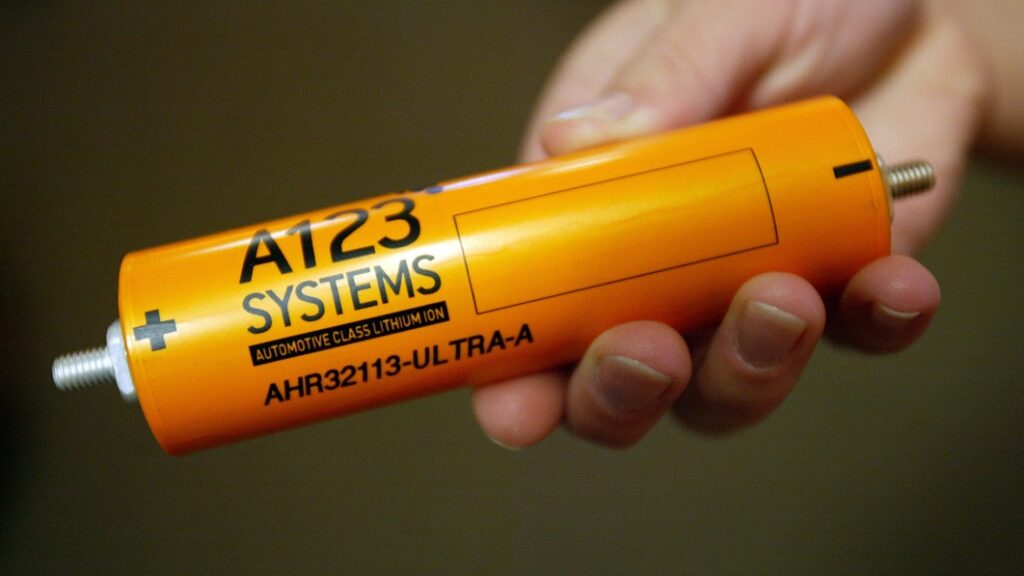 A123
SYSTEMS
AUTOMOTIVE CLASS LITHIUM ION
AHR32113-ULTRA-A
+
-